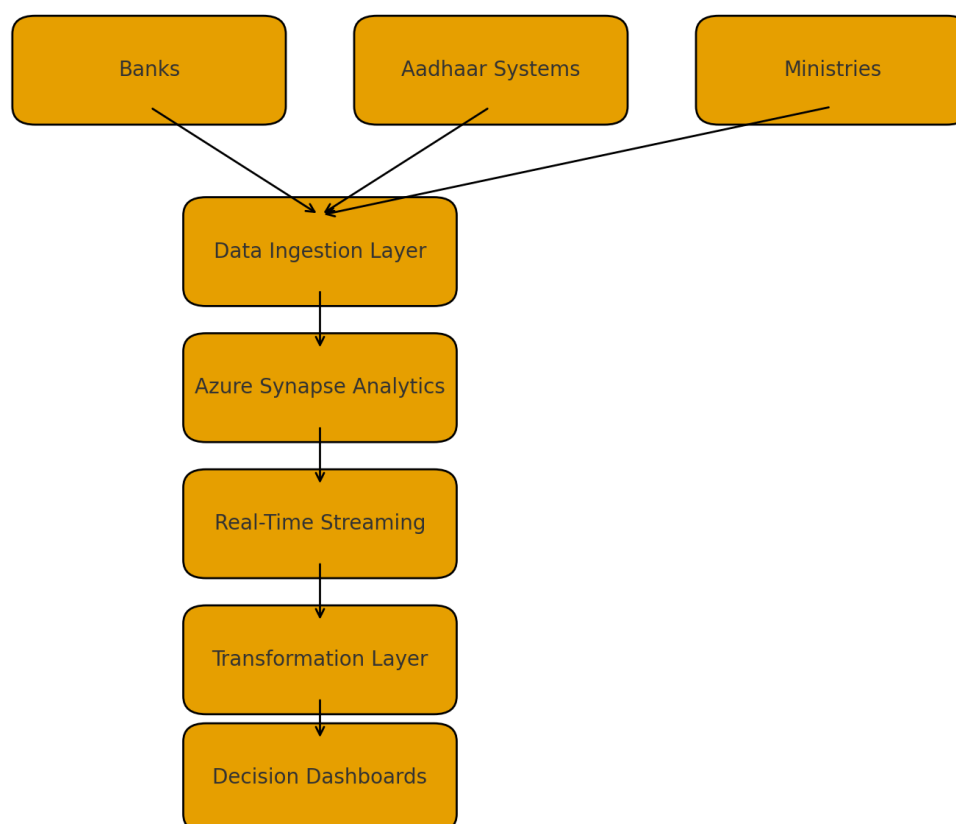 Banks
Aadhaar Systems
Ministries
Data Ingestion Layer
Azure Synapse Analytics
Real-Time Streaming
Transformation Layer
Decision Dashboards